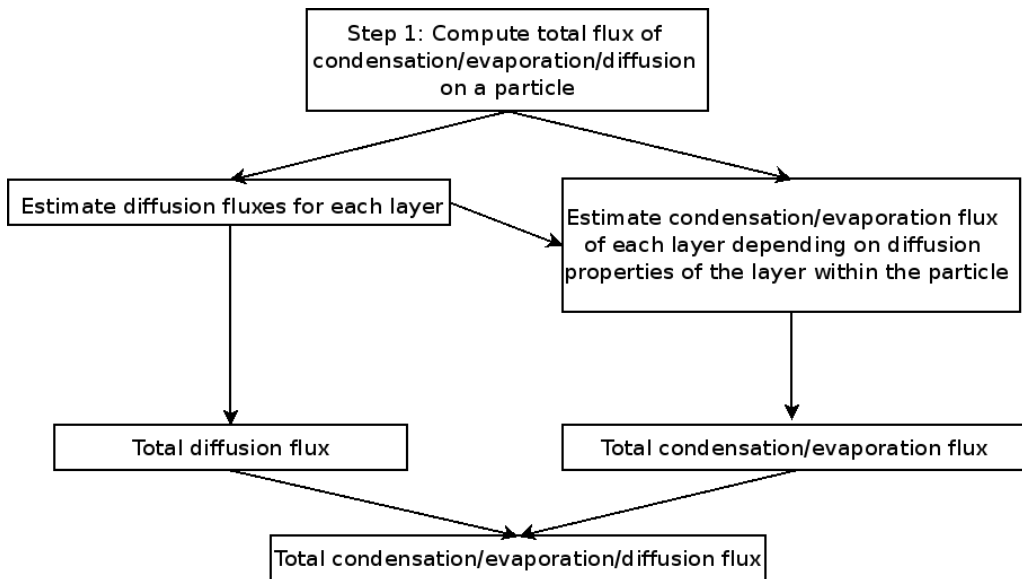 Step 1: Compute total flux of
condensation/evaporation/diffusion
on a particle
Estimate diffusion fluxes for each layer
Estimate condensation/evaporation flux
of each layer depending on diffusion
properties of the layer within the particle
Total diffusion flux
Total condensation/evaporation flux
Total condensation/evaporation/diffusion flux